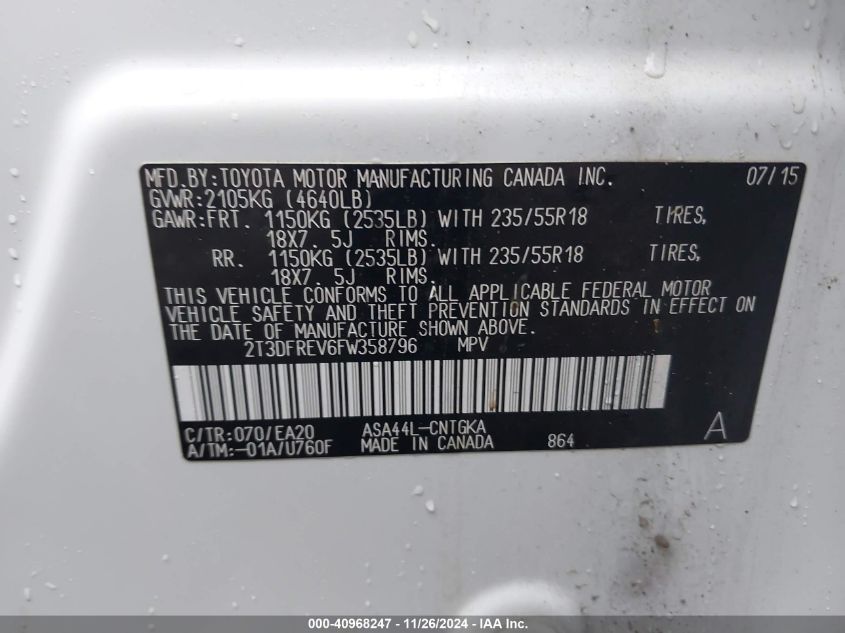 MFD.BY:TOYOTA MOTOR MANUFACTURING CANADA INC. 07/15
GVWR:2105KG (4640LB)
GAWR:FRT. 1150KG (2535LB) WITH 235/55R18 TIRES,
18X7. 5J RIMS.
RR. 1150KG (2535LB) WITH 235/55R18 TIRES,
18X7. 5J RIMS.
THIS VEHICLE CONFORMS TO ALL APPLICABLE FEDERAL MOTOR
VEHICLE SAFETY AND THEFT PREVENTION STANDARDS IN EFFECT ON
THE DATE OF MANUFACTURE SHOWN ABOVE.
2T3DFREV6FW358796 MPV
C/TR:070/EA20 ASA44L-CNTGKA
A/TM:-01A/U760F MADE IN CANADA 864 A
000-40968247 - 11/26/2024 - IAA Inc.